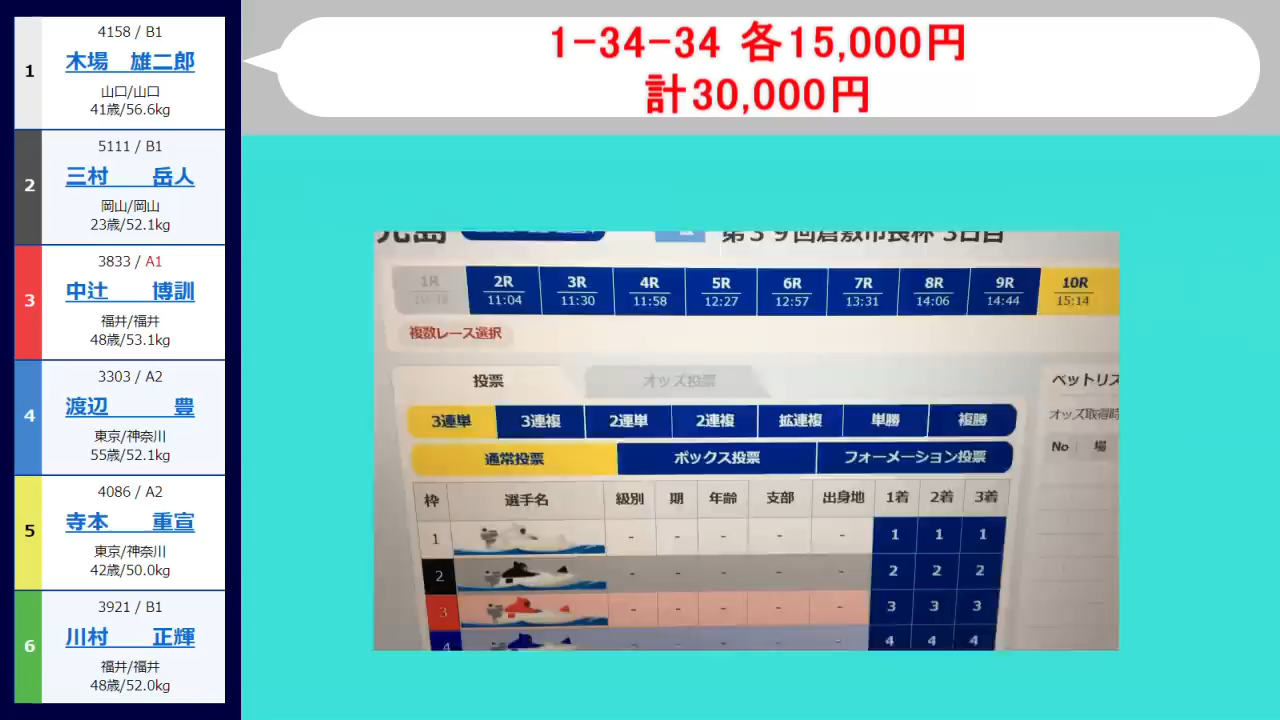 1-34-34 各15,000円
計30,000円
1
4158 / B1
木場 雄二郎
山口/山口
41歳/56.6kg
2
5111 / B1
三村 岳人
岡山/岡山
23歳/52.1kg
3
3833 / A1
中辻 博訓
福井/福井
48歳/53.1kg
4
3303 / A2
渡辺 豊
東京/神奈川
55歳/52.1kg
5
4086 / A2
寺本 重宣
東京/神奈川
42歳/50.0kg
6
3921 / B1
川村 正輝
福井/福井
48歳/52.0kg
児島 第39回倉敷市長杯 3日目
1R 2R 3R 4R 5R 6R 7R 8R 9R 10R
11:04 11:30 11:58 12:27 12:57 13:31 14:06 14:44 15:14
複数レース選択
投票 オッズ投票 ベットリス
3連単 3連複 2連単 2連複 拡連複 単勝 複勝 オッズ取得時
通常投票 ボックス投票 フォーメーション投票 No 場
枠 選手名 級別 期 年齢 支部 出身地 1着 2着 3着
1 - - - - - 1 1 1
2 - - - - - 2 2 2
3 - - - - - 3 3 3
4 - - - - - 4 4 4